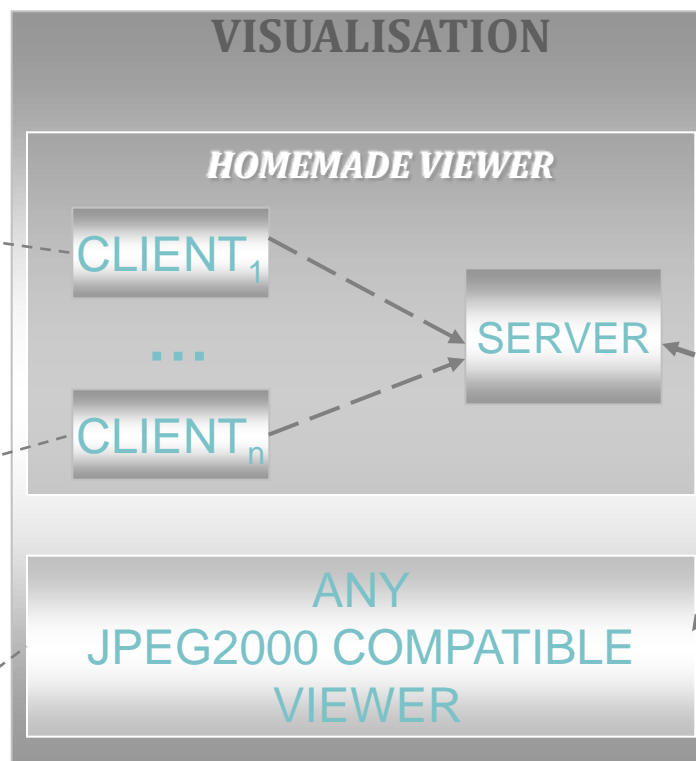 VISUALISATION
HOMEMADE VIEWER
CLIENT1
...
CLIENTn
SERVER
ANY
JPEG2000 COMPATIBLE
VIEWER